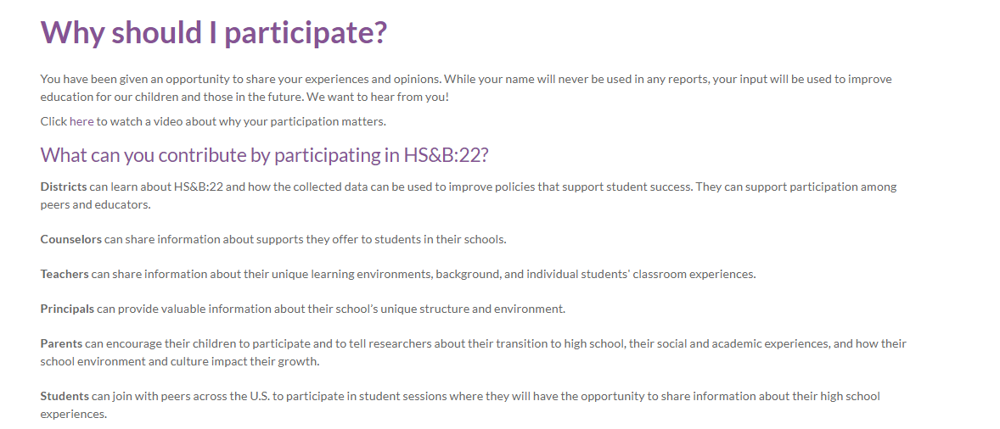 Why should I participate?
You have been given an opportunity to share your experiences and opinions. While your name will never be used in any reports, your input will be used to improve
education for our children and those in the future. We want to hear from you!
Click here to watch a video about why your participation matters.
What can you contribute by participating in HS&B:22?
Districts can learn about HS&B:22 and how the collected data can be used to improve policies that support student success. They can support participation among
peers and educators.
Counselors can share information about supports they offer to students in their schools.
Teachers can share information about their unique learning environments, background, and individual students' classroom experiences.
Principals can provide valuable information about their school’s unique structure and environment.
Parents can encourage their children to participate and to tell researchers about their transition to high school, their social and academic experiences, and how their
school environment and culture impact their growth.
Students can join with peers across the U.S. to participate in student sessions where they will have the opportunity to share information about their high school
experiences.